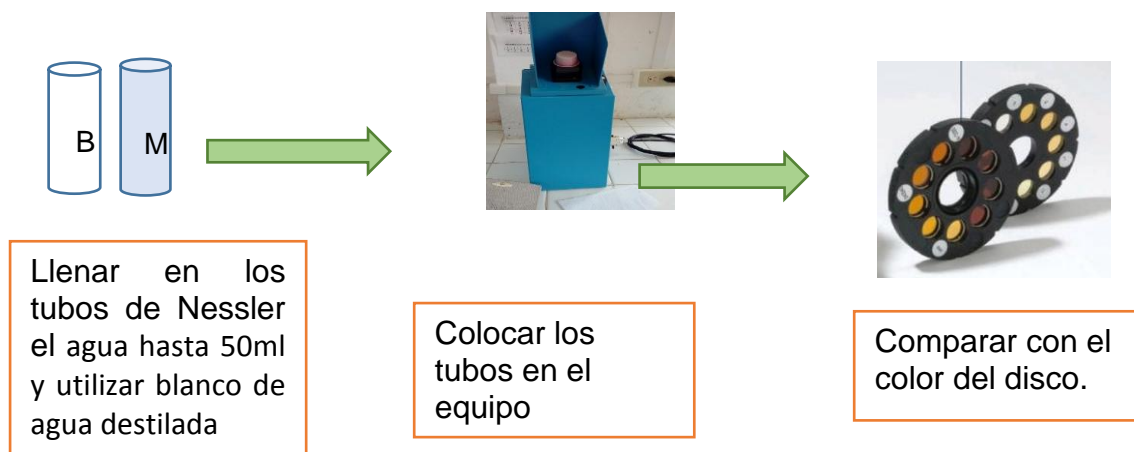 B
M
Llenar en los
tubos de Nessler
el agua hasta 50ml
y utilizar blanco de
agua destilada
Colocar los
tubos en el
equipo
Comparar con el
color del disco.